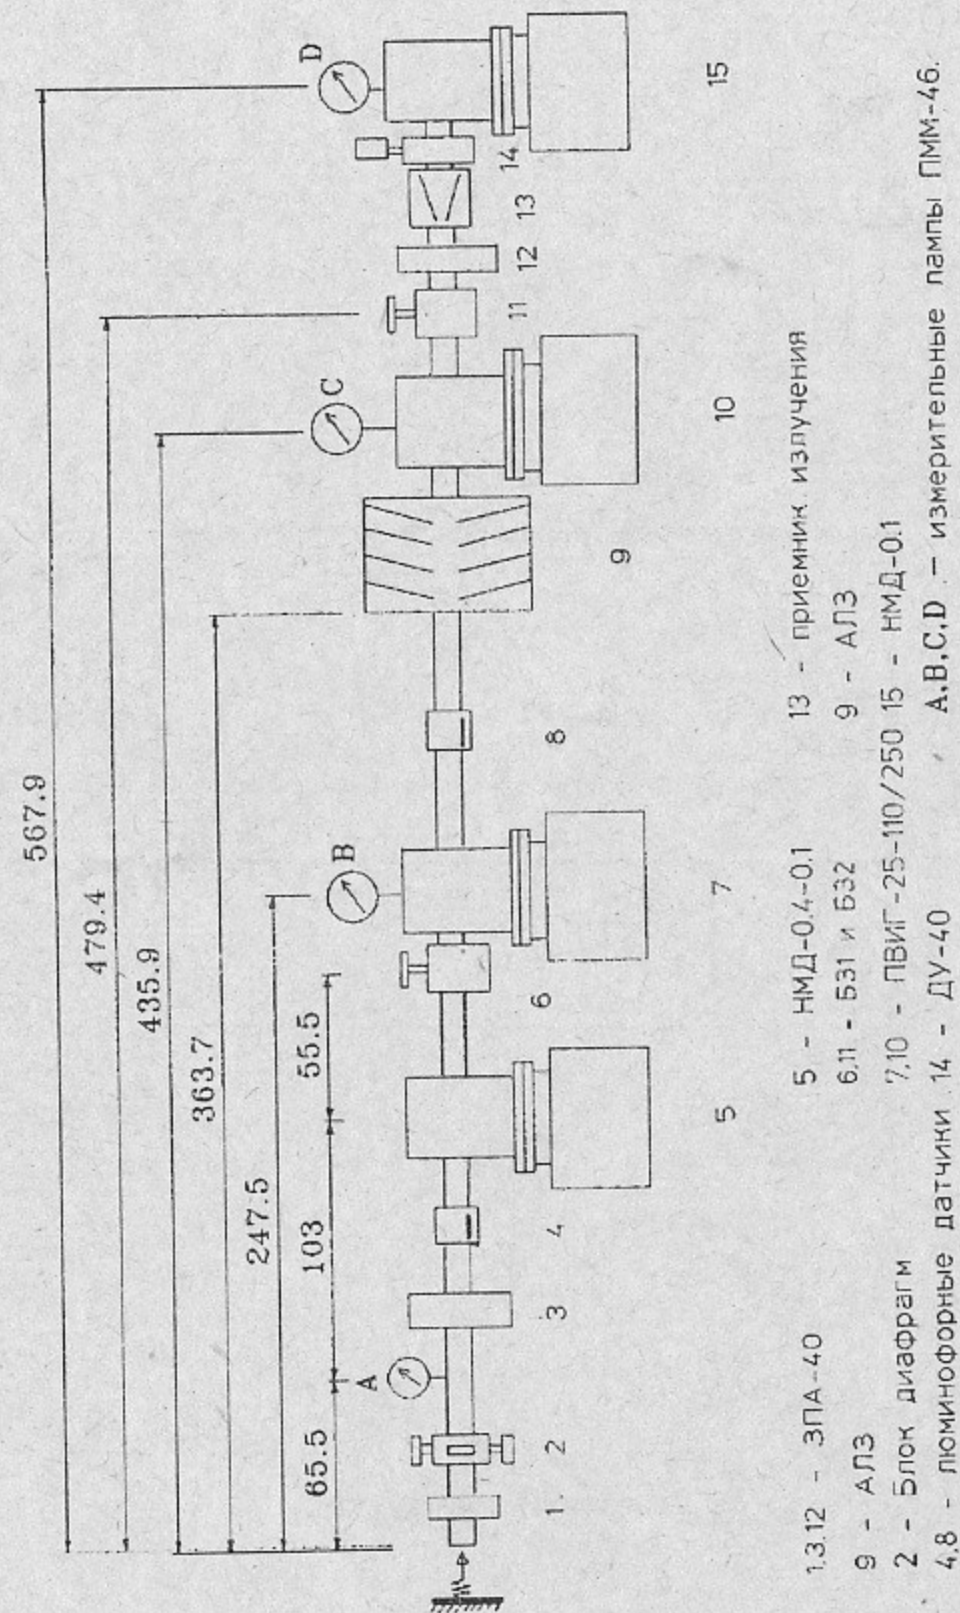 567.9
479.4
435.9
363.7
247.5
65.5
103
55.5
A
B
C
D
1.
2
3
4
5
6
7
8
9
10
11
12
13
14
15
1.3.12 - ЗПА-40
9 - АЛЗ
2 - Блок диафрагм
4,8 - люминофорные датчики
5 - НМД-0.4-0.1
6,11 - БЗ1 и БЗ2
7,10 - ПВИГ-25-110/250
14 - ДУ-40
13 - приемник излучения
9 - АЛЗ
15 - НМД-0.1
A,B,C,D - измерительные лампы ПММ-46.